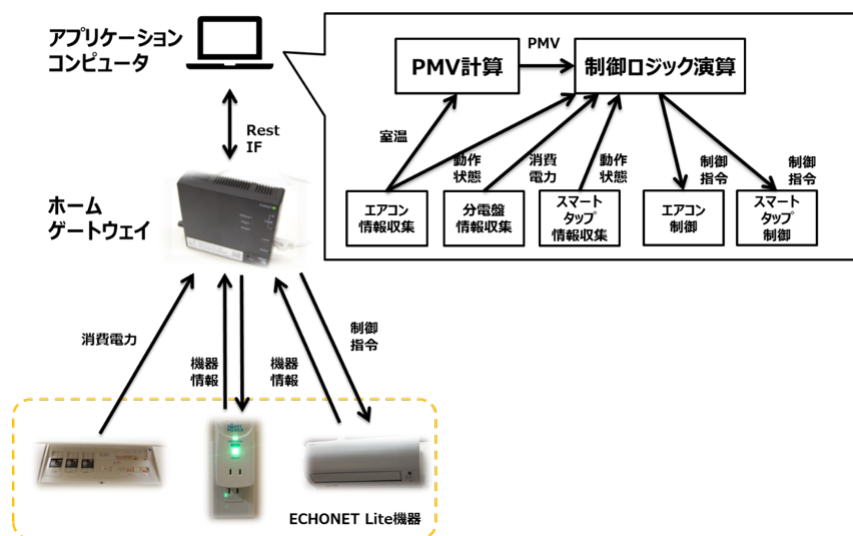 アプリケーション
コンピュータ
Rest
IF
ホーム
ゲートウェイ
PMV計算
PMV
制御ロジック演算
室温
動作
状態
消費
電力
動作
状態
制御
指令
制御
指令
エアコン
情報収集
分電盤
情報収集
スマート
タップ
情報収集
エアコン
制御
スマート
タップ
制御
消費電力
機器
情報
機器
情報
制御
指令
ECHONET Lite機器